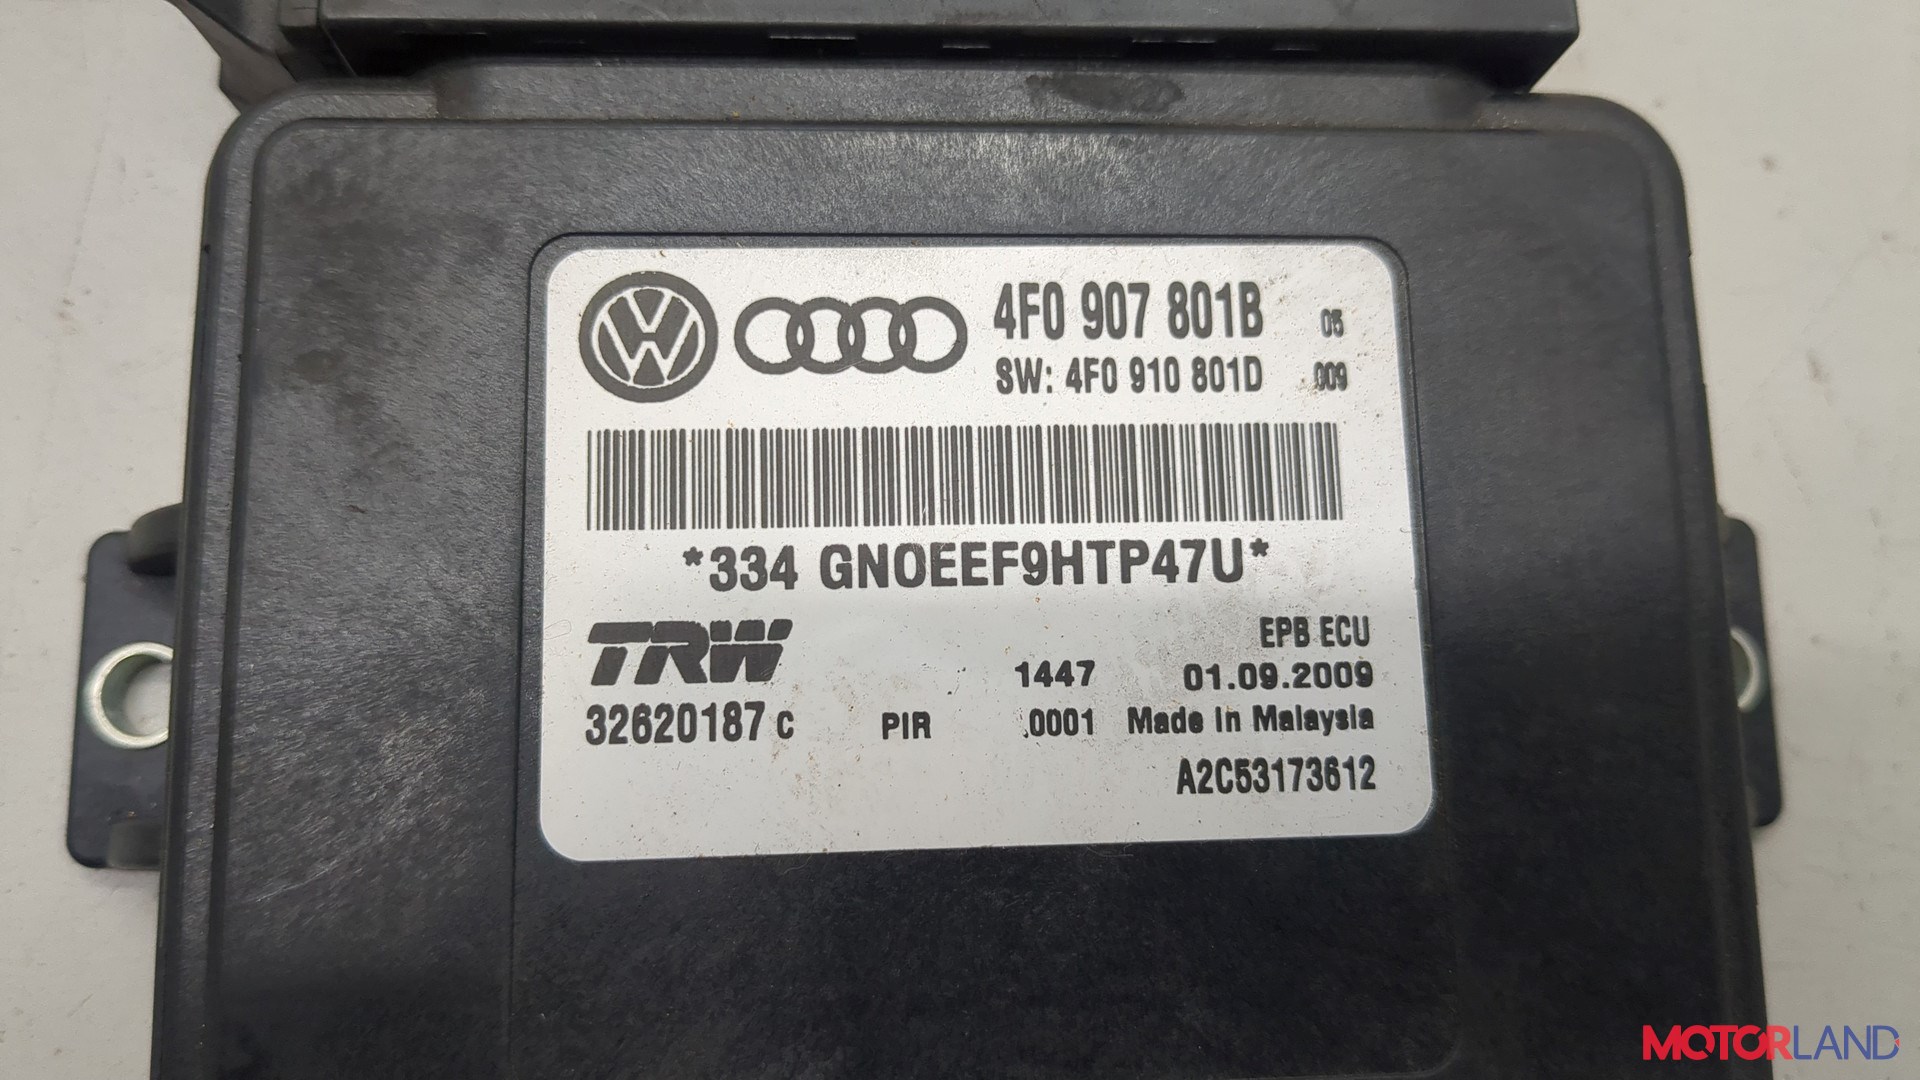 4F0 907 801B 05
SW: 4F0 910 801D 009
*334 GNOEEF9HTP47U*
TRW EPB ECU
1447 01.09.2009
32620187 C PIR .0001 Made in Malaysia
A2C53173612
MOTORLAND